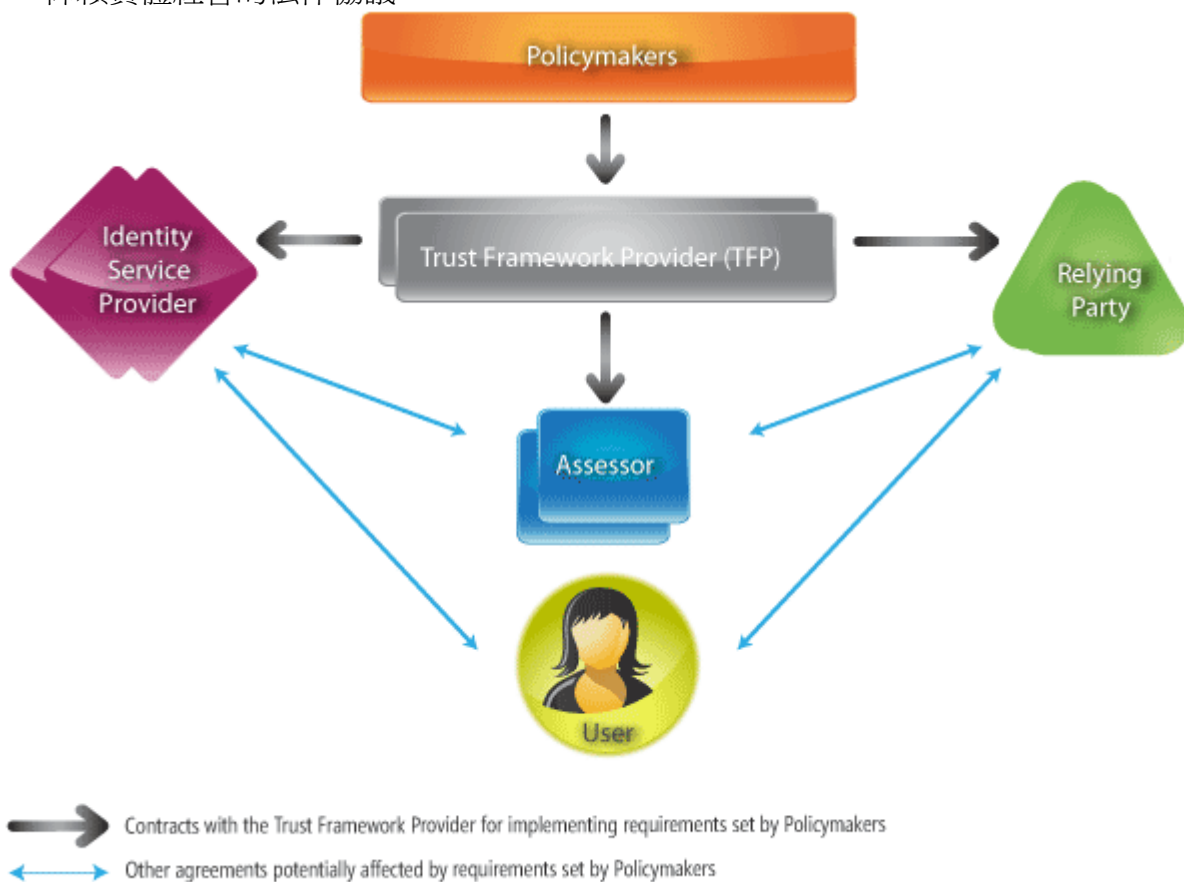 Policymakers
Identity
Service
Provider
Trust Framework Provider (TFP)
Relying
Party
Assessor
User
Contracts with the Trust Framework Provider for implementing requirements set by Policymakers
Other agreements potentially affected by requirements set by Policymakers